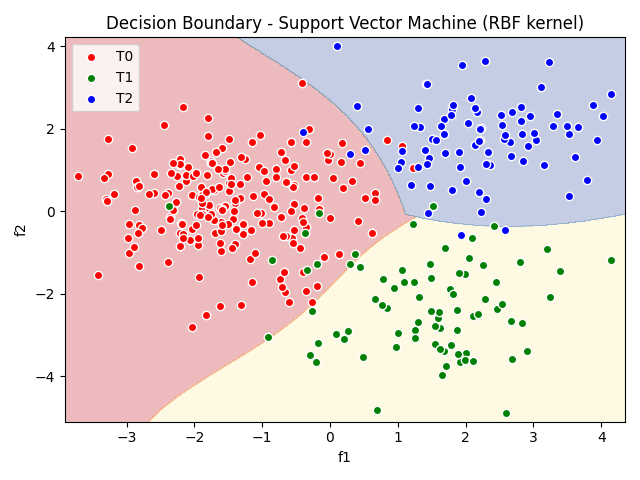 Decision Boundary - Support Vector Machine (RBF kernel)
T0
T1
T2
f2
4
2
0
−2
−4
−3
−2
−1
0
1
2
3
4
f1